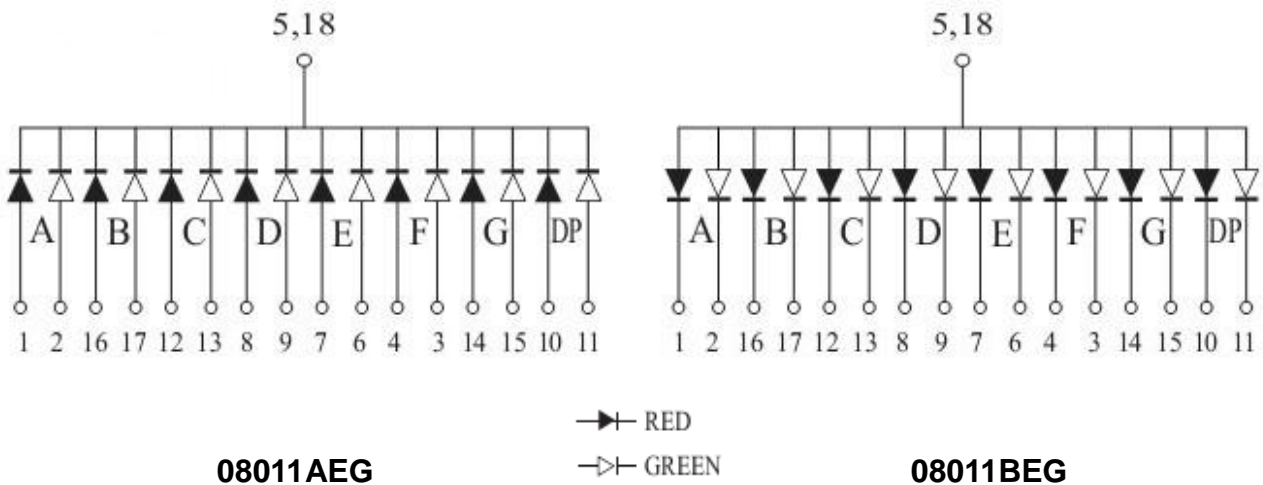 5,18 5,18
A B C D E F G DP A B C D E F G DP
1 2 16 17 12 13 8 9 7 6 4 3 14 15 10 11 1 2 16 17 12 13 8 9 7 6 4 3 14 15 10 11
RED
GREEN
08011AEG 08011BEG